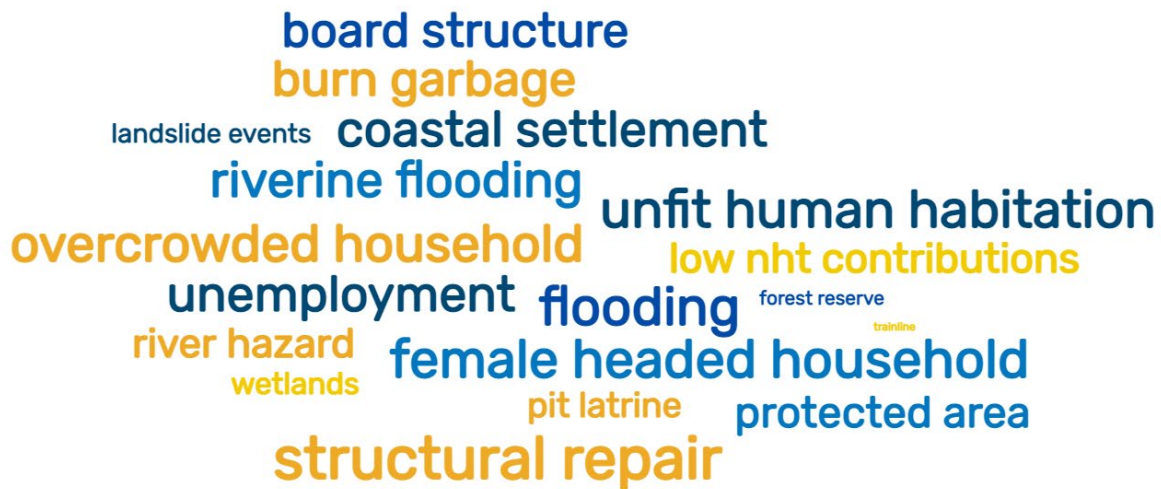 board structure
burn garbage
landslide events
coastal settlement
riverine flooding
unfit human habitation
overcrowded household
low nht contributions
unemployment
flooding
forest reserve
trainline
river hazard
female headed household
wetlands
pit latrine
protected area
structural repair